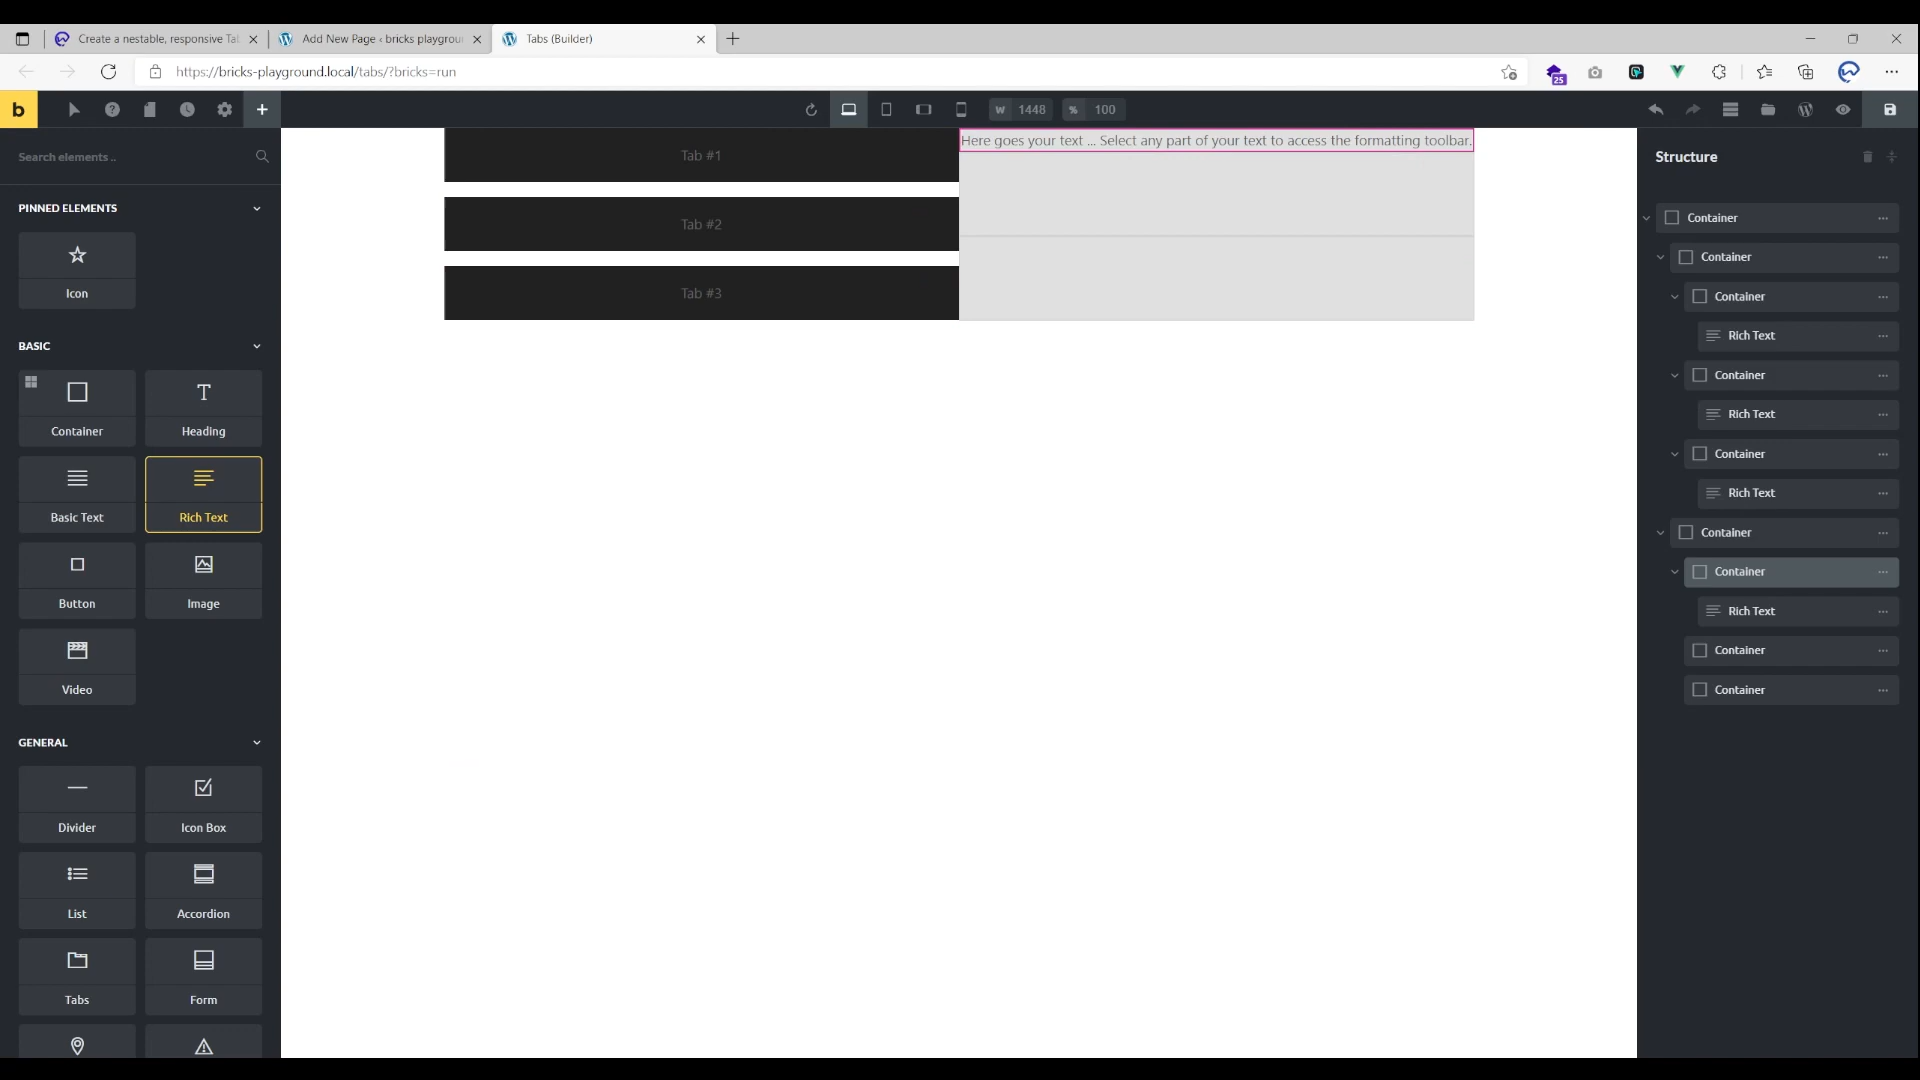 Create a nestable, responsive Tab
Add New Page ‹ bricks playgroun
Tabs (Builder)
https://bricks-playground.local/tabs/?bricks=run
25
b
W 1448
% 100
Search elements ..
PINNED ELEMENTS
Icon
BASIC
Container
Heading
Basic Text
Rich Text
Button
Image
Video
GENERAL
Divider
Icon Box
List
Accordion
Tabs
Form
Tab #1
Tab #2
Tab #3
Here goes your text ... Select any part of your text to access the formatting toolbar.
Structure
Container
Container
Container
Rich Text
Container
Rich Text
Container
Rich Text
Container
Container
Rich Text
Container
Container